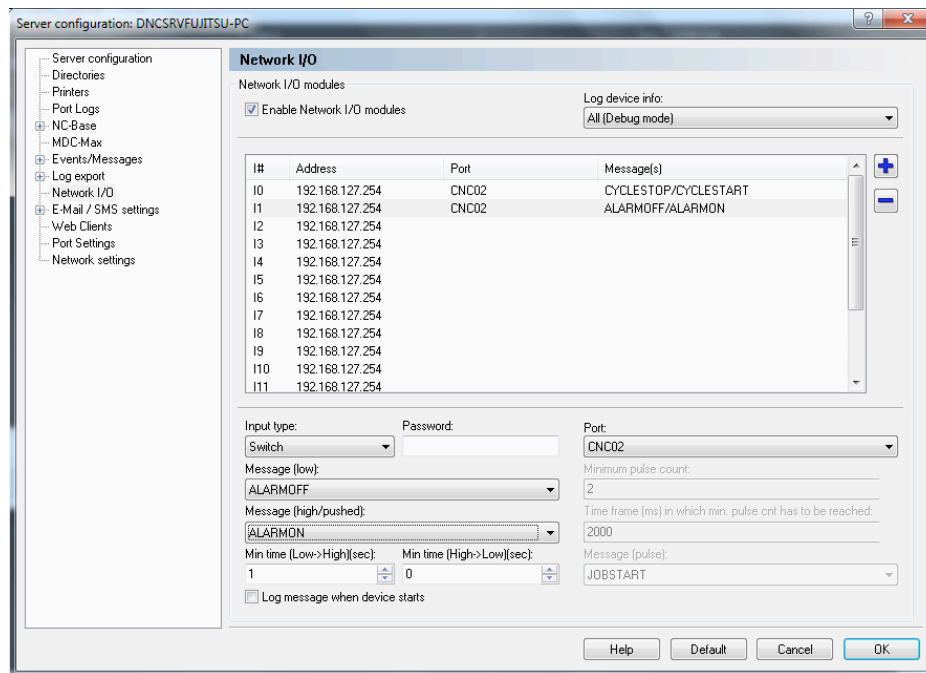 Server configuration: DNCSRVFUJITSU-PC
Server configuration
Directories
Printers
Port Logs
NC-Base
MDC-Max
Events/Messages
Log export
Network I/O
E-Mail / SMS settings
Web Clients
Port Settings
Network settings
Network I/O
Network I/O modules
Enable Network I/O modules
Log device info:
All (Debug mode)
I# Address Port Message(s)
I0 192.168.127.254 CNC02 CYCLESTOP/CYCLESTART
I1 192.168.127.254 CNC02 ALARMOFF/ALARMON
I2 192.168.127.254
I3 192.168.127.254
I4 192.168.127.254
I5 192.168.127.254
I6 192.168.127.254
I7 192.168.127.254
I8 192.168.127.254
I9 192.168.127.254
I10 192.168.127.254
I11 192.168.127.254
Input type: Password: Port:
Switch CNC02
Message (low): Minimum pulse count:
ALARMOFF 2
Message (high/pushed): Time frame (ms) in which min. pulse cnt has to be reached:
ALARMON 2000
Min time (Low->High)(sec): Min time (High->Low)(sec): Message (pulse):
1 0 JOBSTART
Log message when device starts
Help Default Cancel OK